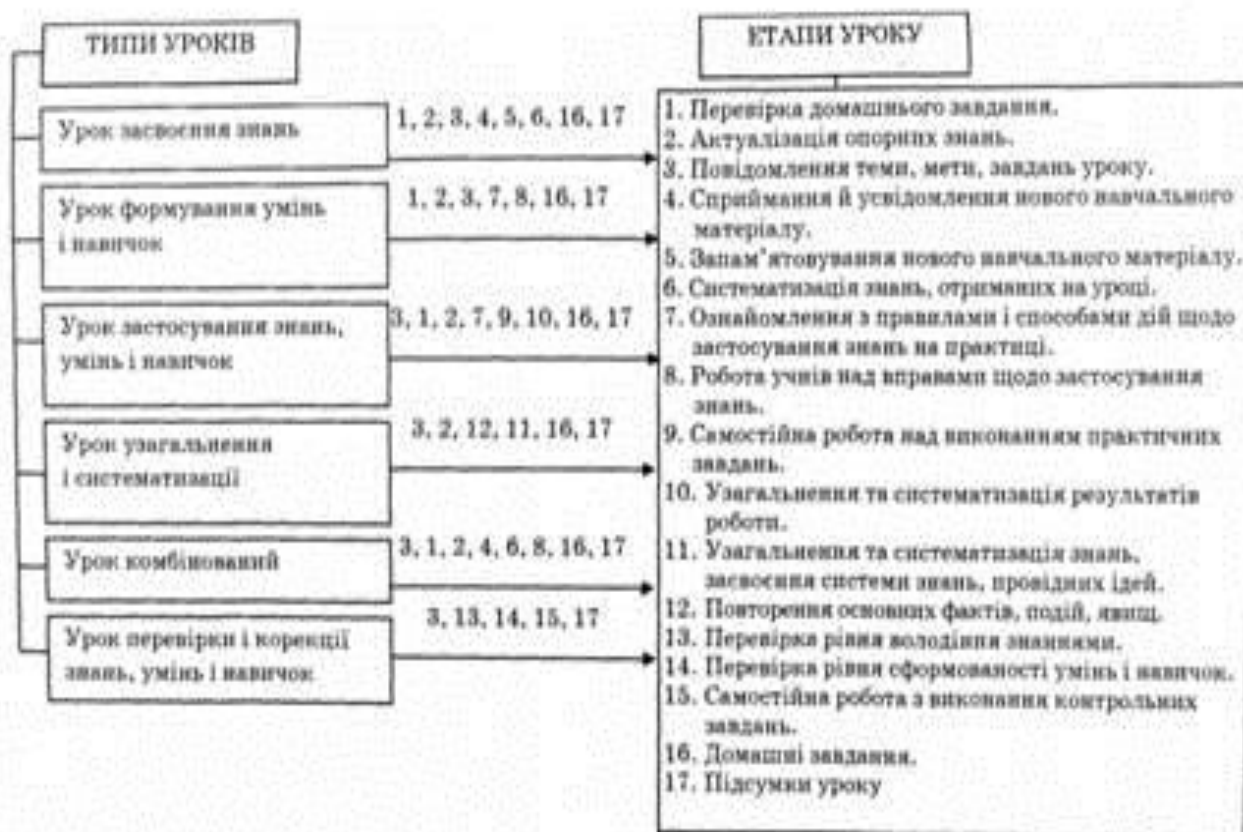 ТИПИ УРОКІВ
Урок засвоєння знань
1, 2, 3, 4, 5, 6, 16, 17
Урок формування умінь
і навичок
1, 2, 3, 7, 8, 16, 17
Урок застосування знань,
умінь і навичок
3, 1, 2, 7, 9, 10, 16, 17
Урок узагальнення
і систематизації
3, 2, 12, 11, 16, 17
Урок комбінований
3, 1, 2, 4, 6, 8, 16, 17
Урок перевірки і корекції
знань, умінь і навичок
3, 13, 14, 15, 17
ЕТАПИ УРОКУ
1. Перевірка домашнього завдання.
2. Актуалізація опорних знань.
3. Повідомлення теми, мети, завдань уроку.
4. Сприймання й усвідомлення нового навчального
матеріалу.
5. Запам’ятовування нового навчального матеріалу.
6. Систематизація знань, отриманих на уроці.
7. Ознайомлення з правилами і способами дій щодо
застосування знань на практиці.
8. Робота учнів над вправами щодо застосування
знань.
9. Самостійна робота над виконанням практичних
завдань.
10. Узагальнення та систематизація результатів
роботи.
11. Узагальнення та систематизація знань,
засвоєння системи знань, провідних ідей.
12. Повторення основних фактів, подій, явищ.
13. Перевірка рівня володіння знаннями.
14. Перевірка рівня сформованості умінь і навичок.
15. Самостійна робота з виконання контрольних
завдань.
16. Домашні завдання.
17. Підсумки уроку